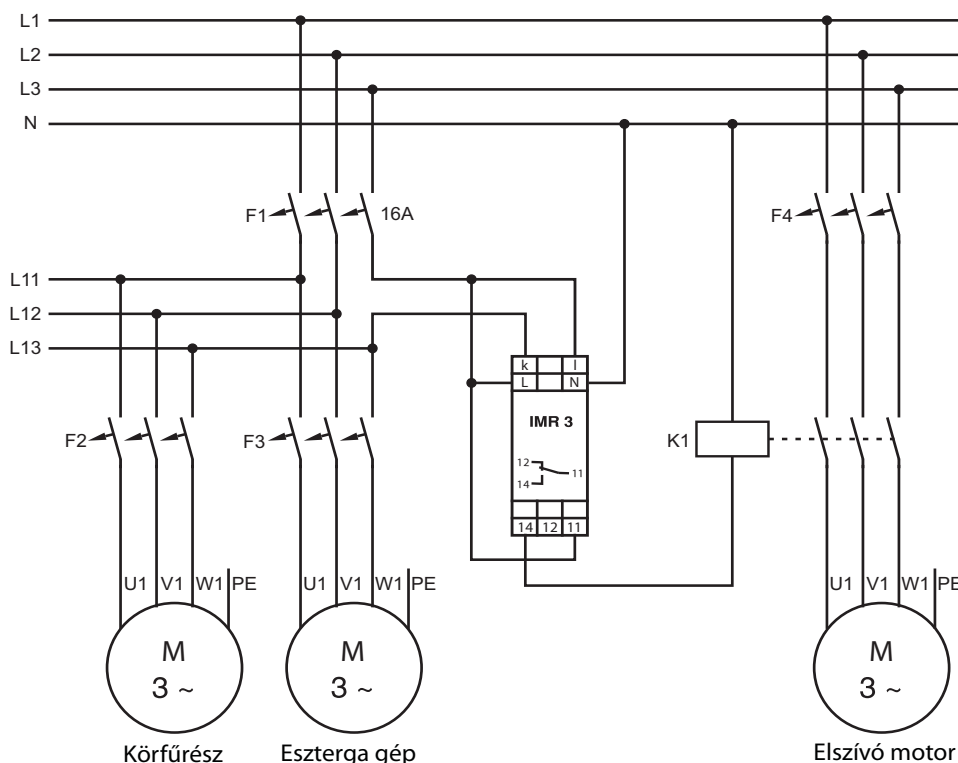 L1
L2
L3
N
F1
16A
F4
L11
L12
L13
k
l
L
N
IMR 3
F2
F3
K1
12
11
14
14
12
11
U1
V1
W1
PE
U1
V1
W1
PE
U1
V1
W1
PE
M
3 ~
M
3 ~
M
3 ~
Körfűrész
Eszterga gép
Elszívó motor